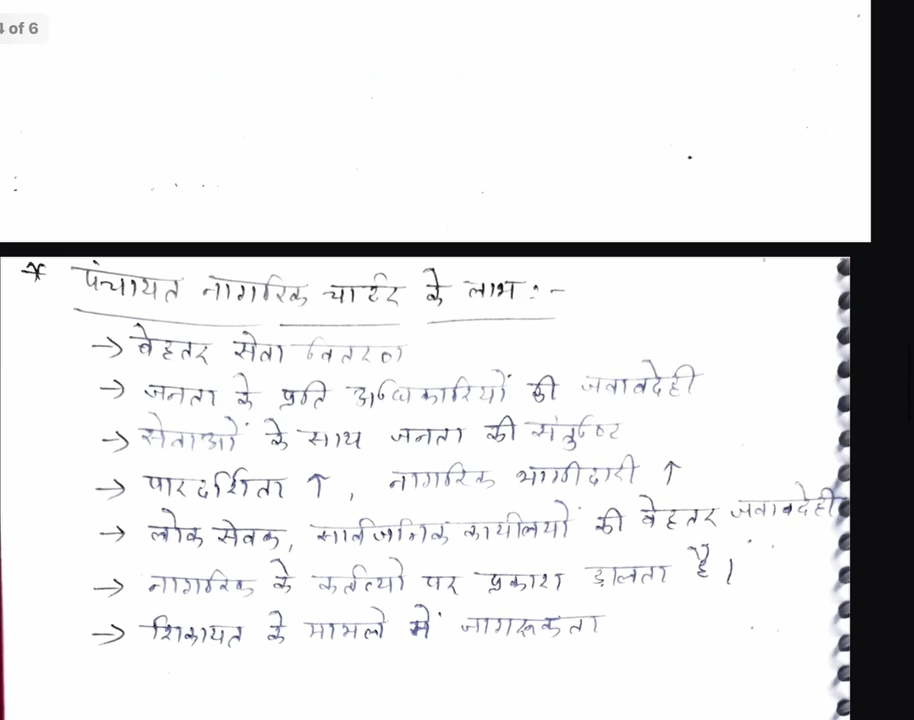 4 of 6
* पंचायत नागरिक चार्टर के लाभ :-
→ बेहतर सेवा वितरण
→ जनता के प्रति अधिकारियों की जवाबदेही
→ सेवाओं के साथ जनता की संतुष्टि
→ पारदर्शिता ↑, नागरिक भागीदारी ↑
→ लोक सेवक, सार्वजनिक कार्यालयों की बेहतर जवाबदेही
→ नागरिक के कर्तव्यों पर प्रकाश डालता है।
→ शिकायत के मामलों में जागरूकता